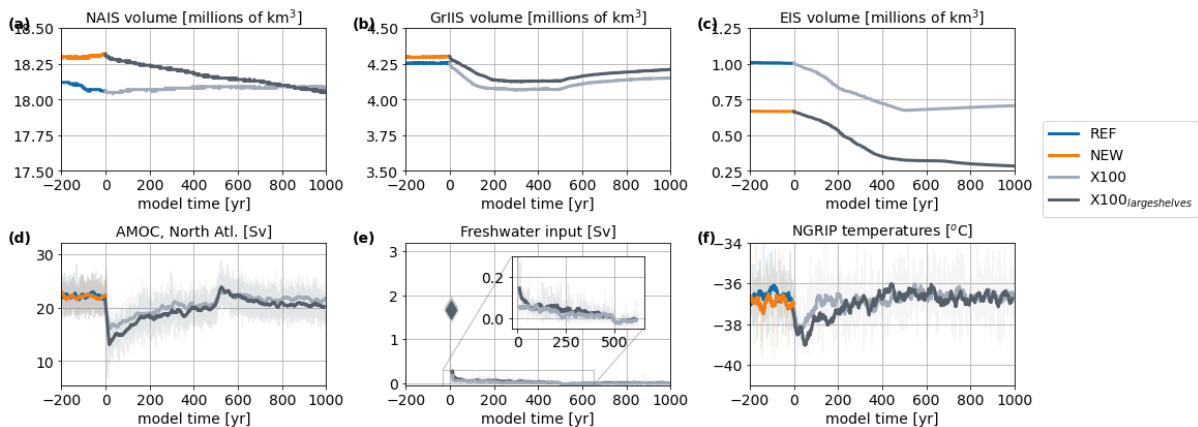 (a) NAIS volume [millions of km³]
18.50
18.25
18.00
17.75
17.50
−200 0 200 400 600 800 1000
model time [yr]
(b) GrIIS volume [millions of km³]
4.50
4.25
4.00
3.75
3.50
−200 0 200 400 600 800 1000
model time [yr]
(c) EIS volume [millions of km³]
1.00
0.75
0.50
0.25
−200 0 200 400 600 800 1000
model time [yr]
REF
NEW
X100
X100largeshelves
(d) AMOC, North Atl. [Sv]
30
20
10
−200 0 200 400 600 800 1000
model time [yr]
(e) Freshwater input [Sv]
3
2
1
0
0.2
0.0
0 250 500
−200 0 200 400 600 800 1000
model time [yr]
(f) NGRIP temperatures [°C]
−34
−36
−38
−40
−200 0 200 400 600 800 1000
model time [yr]